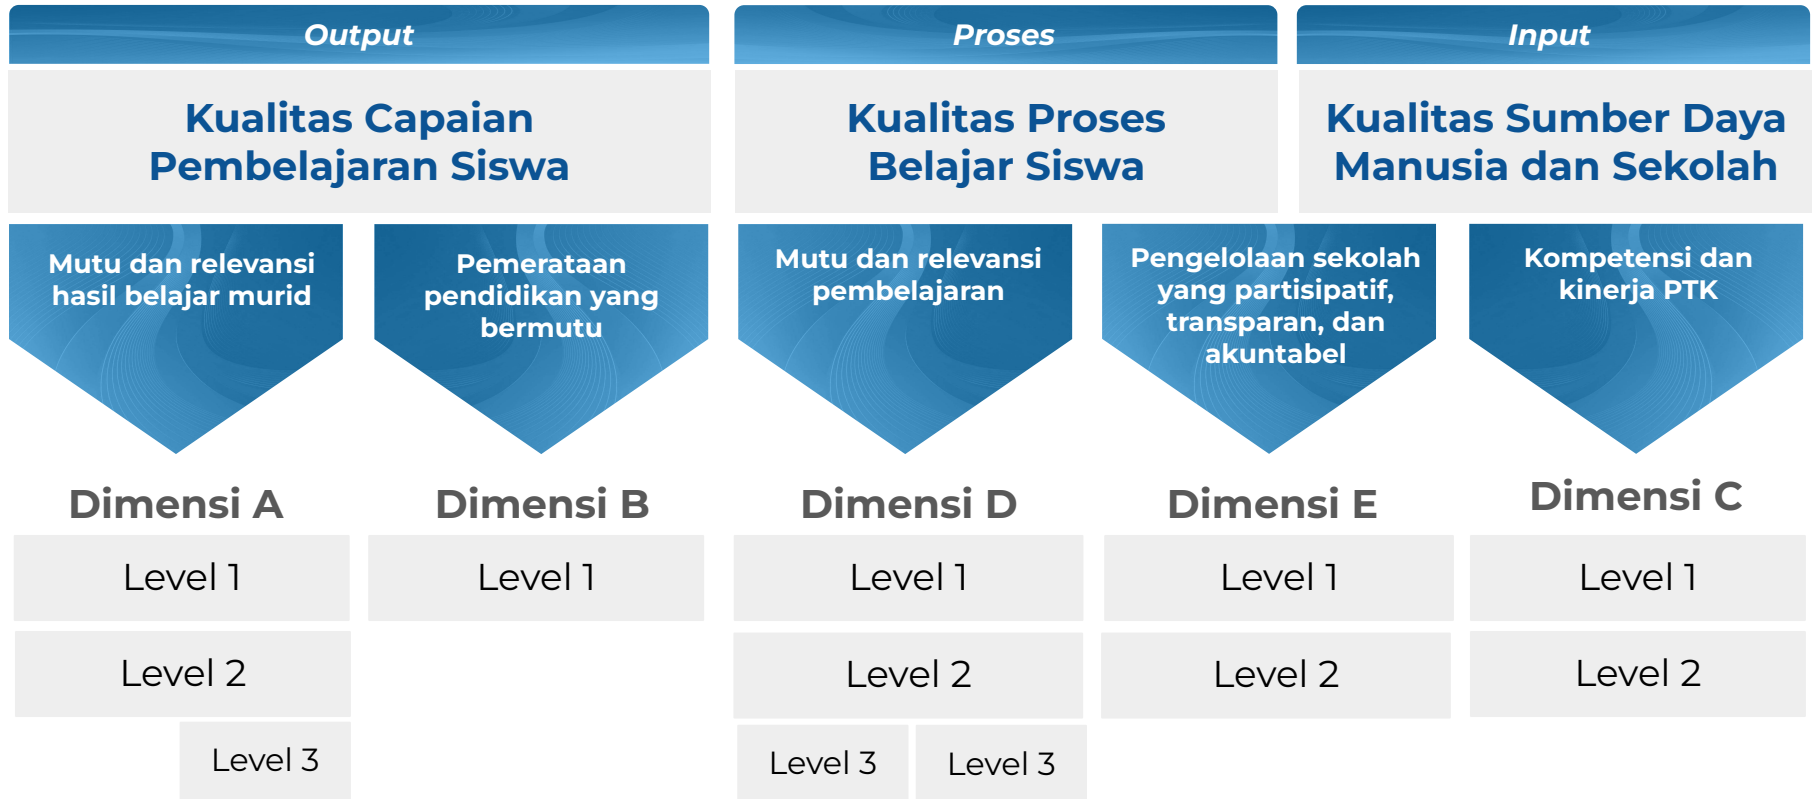 Output
Proses
Input
Kualitas Capaian
Pembelajaran Siswa
Kualitas Proses
Belajar Siswa
Kualitas Sumber Daya
Manusia dan Sekolah
Mutu dan relevansi
hasil belajar murid
Pemerataan
pendidikan yang
bermutu
Mutu dan relevansi
pembelajaran
Pengelolaan sekolah
yang partisipatif,
transparan, dan
akuntabel
Kompetensi dan
kinerja PTK
Dimensi A
Dimensi B
Dimensi D
Dimensi E
Dimensi C
Level 1
Level 1
Level 1
Level 1
Level 1
Level 2
Level 2
Level 2
Level 2
Level 3
Level 3
Level 3